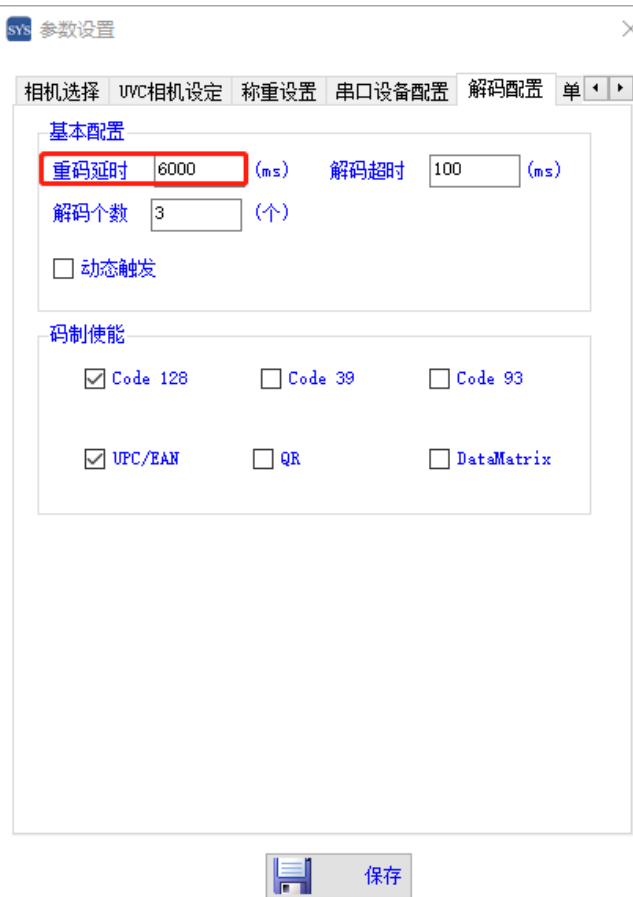 SYS 参数设置
相机选择 UVC相机设定 称重设置 串口设备配置 解码配置 单
基本配置
重码延时 6000 (ms) 解码超时 100 (ms)
解码个数 3 (个)
动态触发
码制使能
Code 128 Code 39 Code 93
UPC/EAN QR DataMatrix
保存